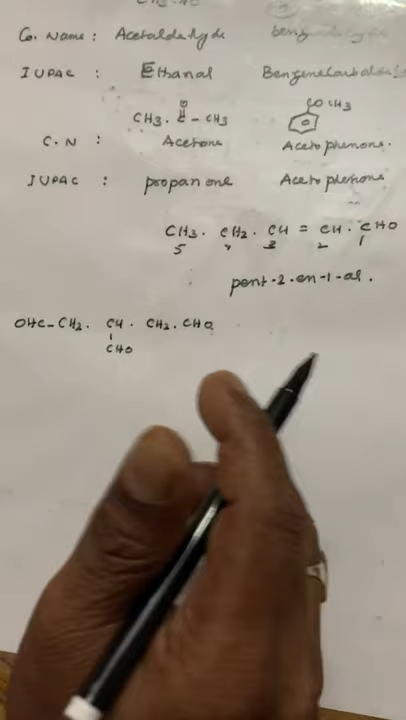 Co. Name : Acetaldehyde
IUPAC : Ethanal
O
CH3 . C - CH3 COCH3
C.N : Acetone Acetophenone.
IUPAC : propanone Acetophenone
CH3 . CH2 . CH = CH . CHO
5 4 3 2 1
pent-2-en-1-al.
OHC-CH2 . CH . CH2 . CHO
CHO